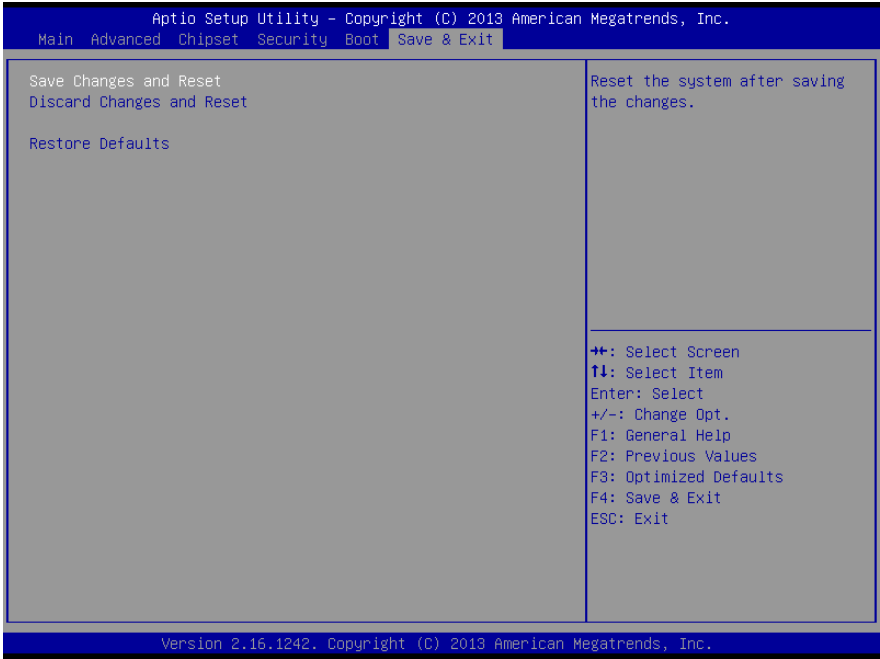 Aptio Setup Utility – Copyright (C) 2013 American Megatrends, Inc.
Main Advanced Chipset Security Boot Save & Exit
Save Changes and Reset
Discard Changes and Reset
Restore Defaults
Reset the system after saving
the changes.
→←: Select Screen
↑↓: Select Item
Enter: Select
+/-: Change Opt.
F1: General Help
F2: Previous Values
F3: Optimized Defaults
F4: Save & Exit
ESC: Exit
Version 2.16.1242. Copyright (C) 2013 American Megatrends, Inc.